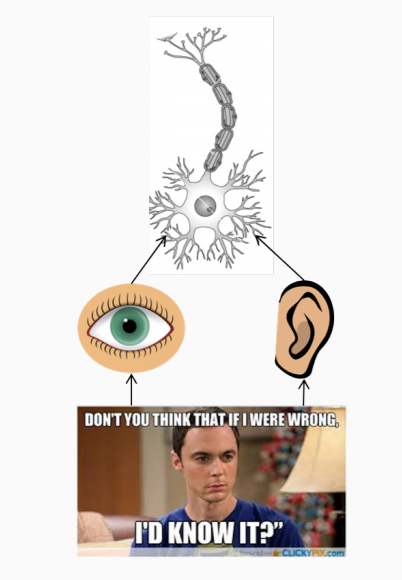 DON'T YOU THINK THAT IF I WERE WRONG,
I'D KNOW IT?”
CLICKYPIX.com